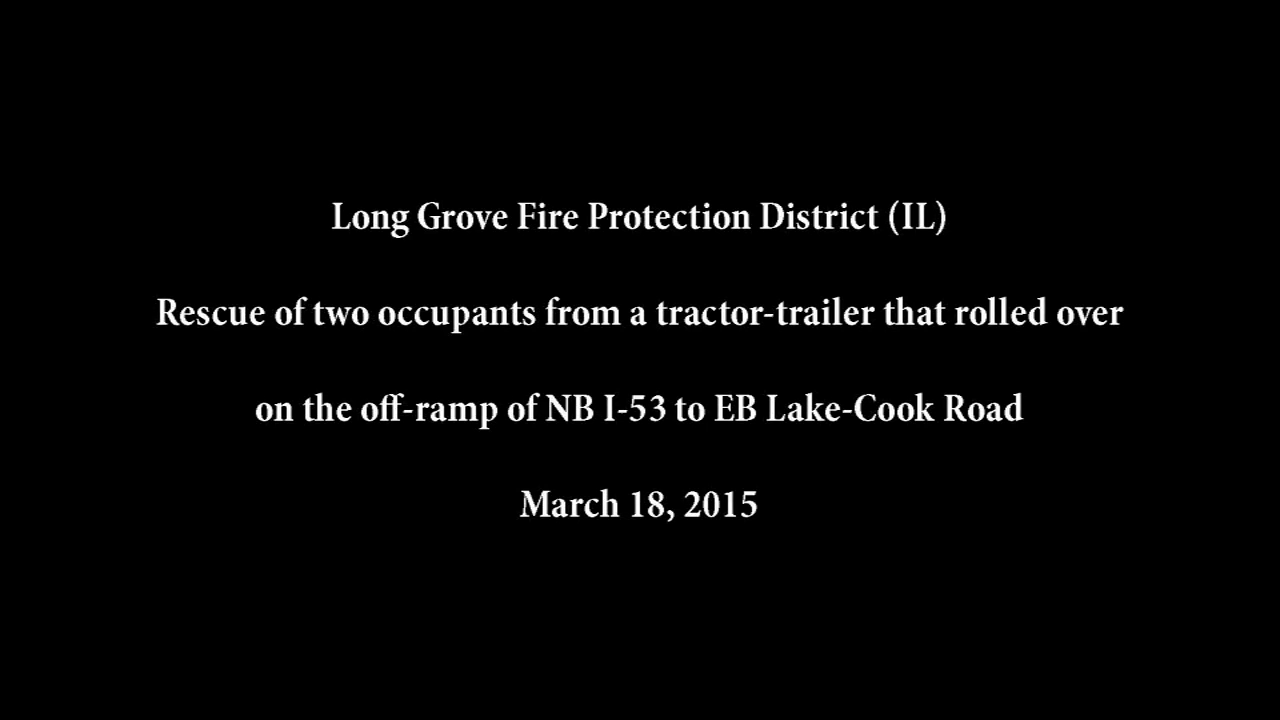 Long Grove Fire Protection District (IL)
Rescue of two occupants from a tractor-trailer that rolled over
on the off-ramp of NB I-53 to EB Lake-Cook Road
March 18, 2015